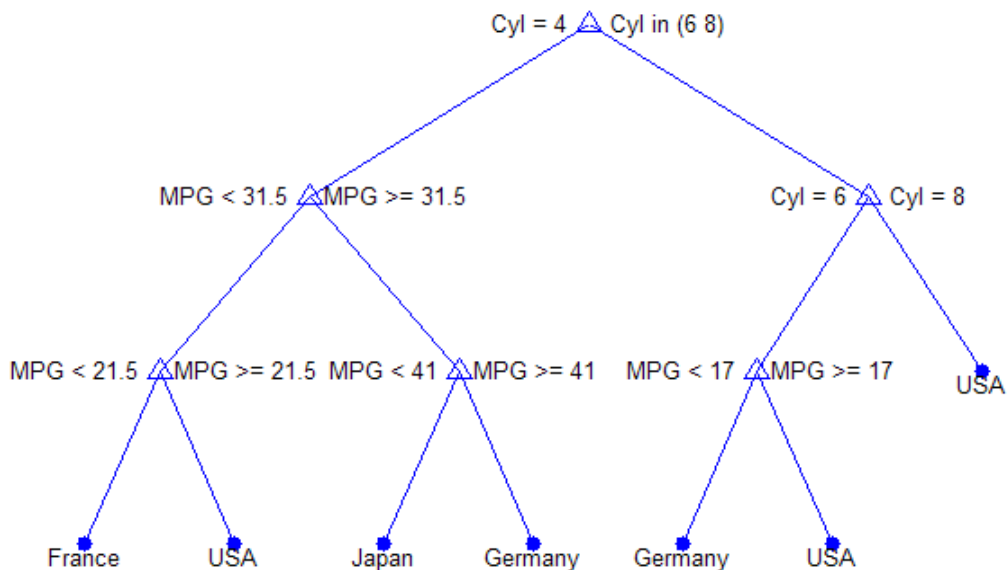 Cyl = 4 Cyl in (6 8)
MPG < 31.5 MPG >= 31.5 Cyl = 6 Cyl = 8
MPG < 21.5 MPG >= 21.5 MPG < 41 MPG >= 41 MPG < 17 MPG >= 17
USA
France USA Japan Germany Germany USA